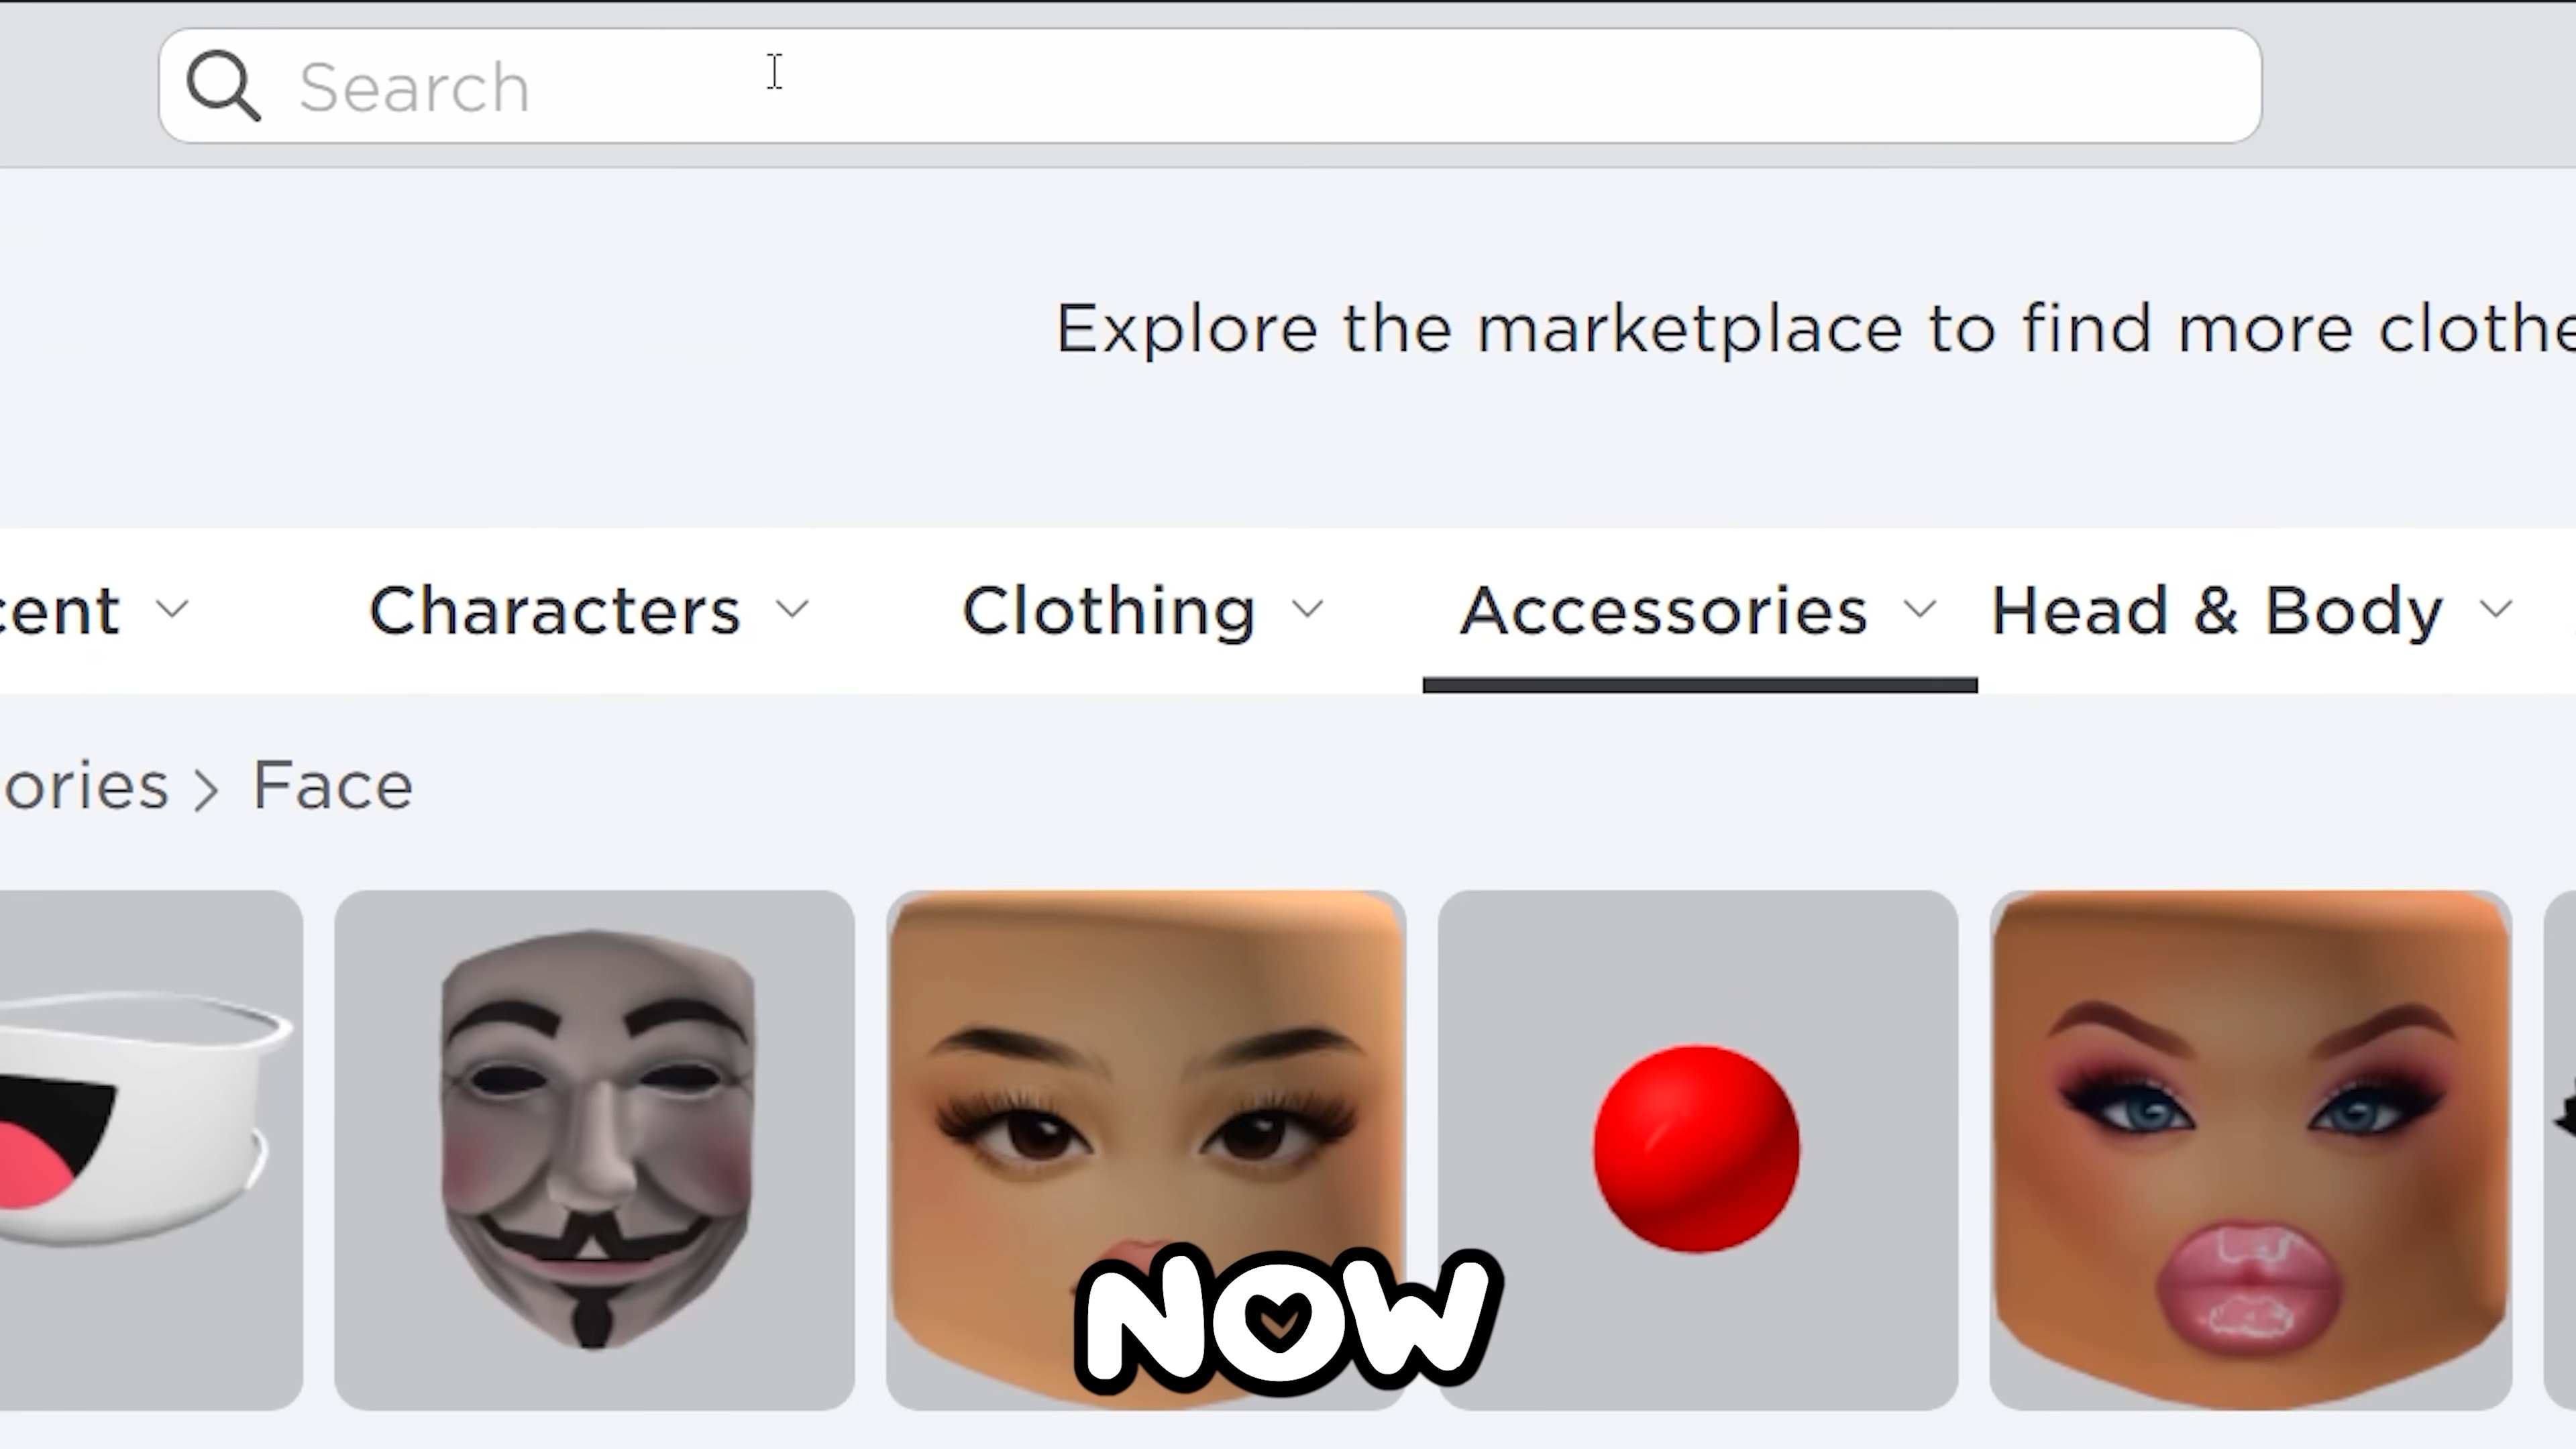 Search
Explore the marketplace to find more clothe
cent
Characters
Clothing
Accessories
Head & Body
ories > Face
NOW